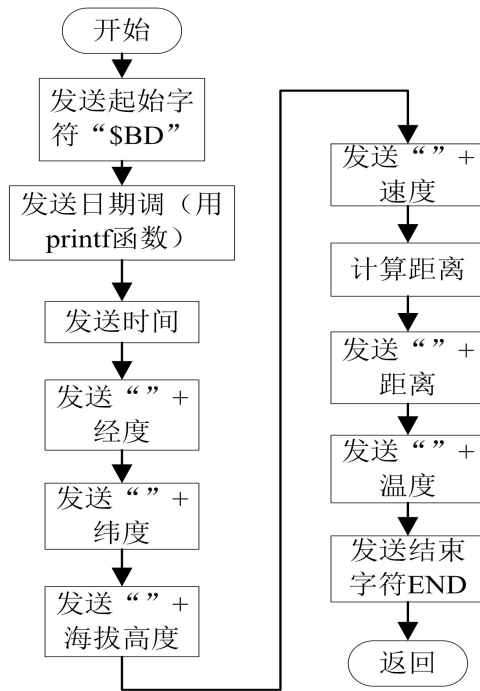 开始
发送起始字
符“$BD”
发送日期调（用
printf函数）
发送时间
发送“”+
经度
发送“”+
纬度
发送“”+
海拔高度
发送“”+
速度
计算距离
发送“”+
距离
发送“”+
温度
发送结束
字符END
返回